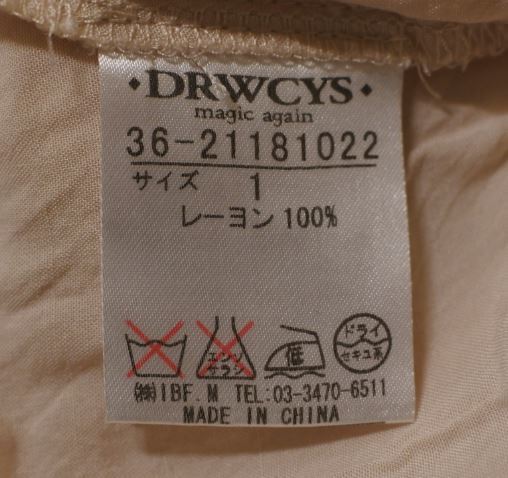 ◆DRWCYS◆
magic again
36-21181022
サイズ 1
レーヨン 100%
エンソサラシ
低
ドライ
セキユ系
㈱IBF.M TEL:03-3470-6511
MADE IN CHINA